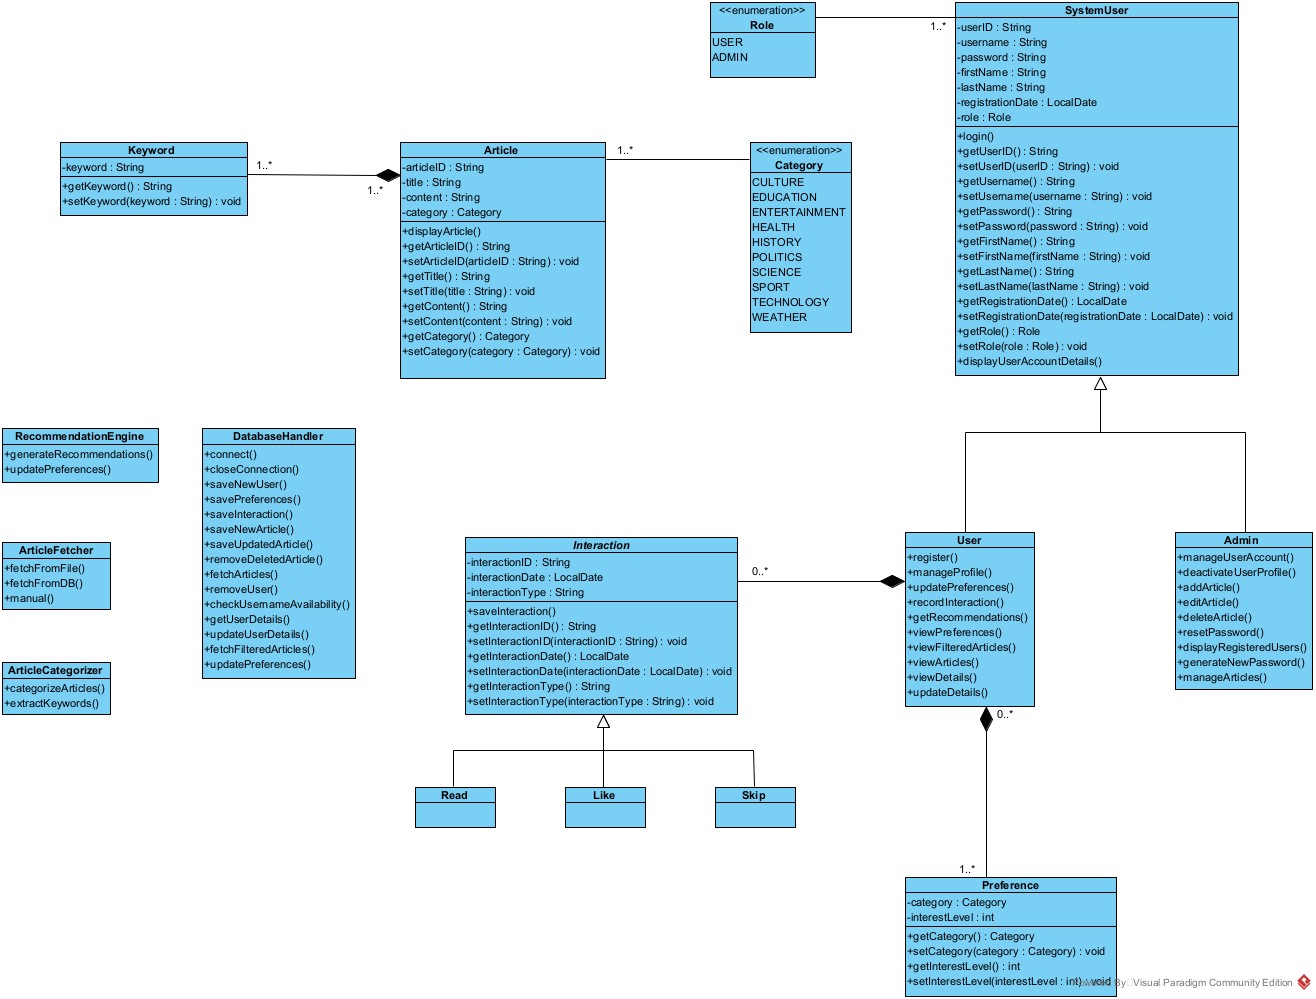 <<enumeration>>
Role
USER
ADMIN
1..*
SystemUser
-userID : String
-username : String
-password : String
-firstName : String
-lastName : String
-registrationDate : LocalDate
-role : Role
+login()
+getUserID() : String
+setUserID(userID : String) : void
+getUsername() : String
+setUsername(username : String) : void
+getPassword() : String
+setPassword(password : String) : void
+getFirstName() : String
+setFirstName(firstName : String) : void
+getLastName() : String
+setLastName(lastName : String) : void
+getRegistrationDate() : LocalDate
+setRegistrationDate(registrationDate : LocalDate) : void
+getRole() : Role
+setRole(role : Role) : void
+displayUserAccountDetails()
Keyword
-keyword : String
+getKeyword() : String
+setKeyword(keyword : String) : void
1..*
1..*
Article
-articleID : String
-title : String
-content : String
-category : Category
+displayArticle()
+getArticleID() : String
+setArticleID(articleID : String) : void
+getTitle() : String
+setTitle(title : String) : void
+getContent() : String
+setContent(content : String) : void
+getCategory() : Category
+setCategory(category : Category) : void
1..*
<<enumeration>>
Category
CULTURE
EDUCATION
ENTERTAINMENT
HEALTH
HISTORY
POLITICS
SCIENCE
SPORT
TECHNOLOGY
WEATHER
RecommendationEngine
+generateRecommendations()
+updatePreferences()
ArticleFetcher
+fetchFromFile()
+fetchFromDB()
+manual()
ArticleCategorizer
+categorizeArticles()
+extractKeywords()
DatabaseHandler
+connect()
+closeConnection()
+saveNewUser()
+savePreferences()
+saveInteraction()
+saveNewArticle()
+saveUpdatedArticle()
+removeDeletedArticle()
+fetchArticles()
+removeUser()
+checkUsernameAvailability()
+getUserDetails()
+updateUserDetails()
+fetchFilteredArticles()
+updatePreferences()
Interaction
-interactionID : String
-interactionDate : LocalDate
-interactionType : String
+saveInteraction()
+getInteractionID() : String
+setInteractionID(interactionID : String) : void
+getInteractionDate() : LocalDate
+setInteractionDate(interactionDate : LocalDate) : void
+getInteractionType() : String
+setInteractionType(interactionType : String) : void
0..*
User
+register()
+manageProfile()
+updatePreferences()
+recordInteraction()
+getRecommendations()
+viewPreferences()
+viewFilteredArticles()
+viewArticles()
+viewDetails()
+updateDetails()
Admin
+manageUserAccount()
+deactivateUserProfile()
+addArticle()
+editArticle()
+deleteArticle()
+resetPassword()
+displayRegisteredUsers()
+generateNewPassword()
+manageArticles()
0..*
Read
Like
Skip
1..*
Preference
-category : Category
-interestLevel : int
+getCategory() : Category
+setCategory(category : Category) : void
+getInterestLevel() : int
+setInterestLevel(interestLevel : int) : void
Powered By Visual Paradigm Community Edition